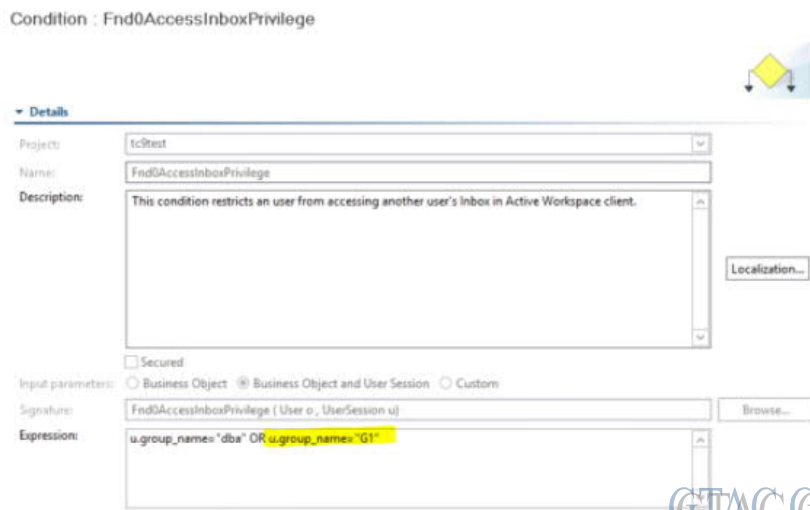 Condition : Fnd0AccessInboxPrivilege
Details
Project: tc9test
Name: Fnd0AccessInboxPrivilege
Description: This condition restricts an user from accessing another user's Inbox in Active Workspace client.
Localization...
Secured
Input parameters: Business Object Business Object and User Session Custom
Signature: Fnd0AccessInboxPrivilege ( User o , UserSession u) Browse...
Expression: u.group_name="dba" OR u.group_name="G1"
GTAC